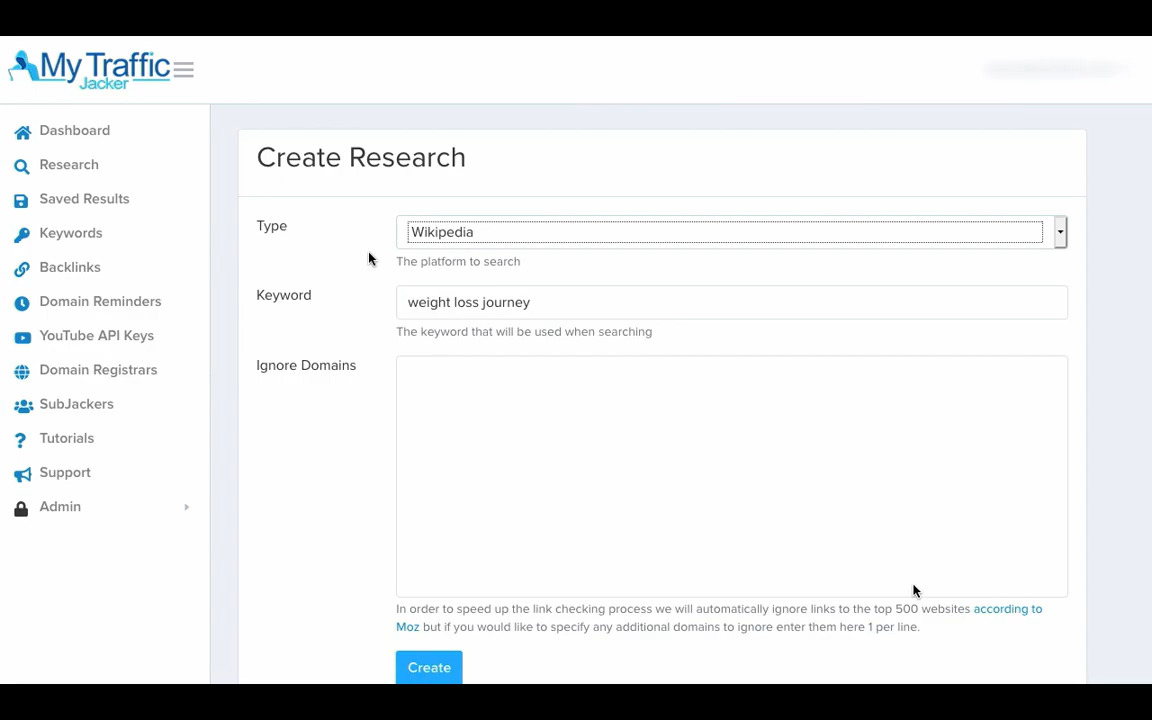 My Traffic
Jacker
Dashboard
Research
Saved Results
Keywords
Backlinks
Domain Reminders
YouTube API Keys
Domain Registrars
SubJackers
Tutorials
Support
Admin
Create Research
Type
Wikipedia
The platform to search
Keyword
weight loss journey
The keyword that will be used when searching
Ignore Domains
In order to speed up the link checking process we will automatically ignore links to the top 500 websites according to
Moz but if you would like to specify any additional domains to ignore enter them here 1 per line.
Create